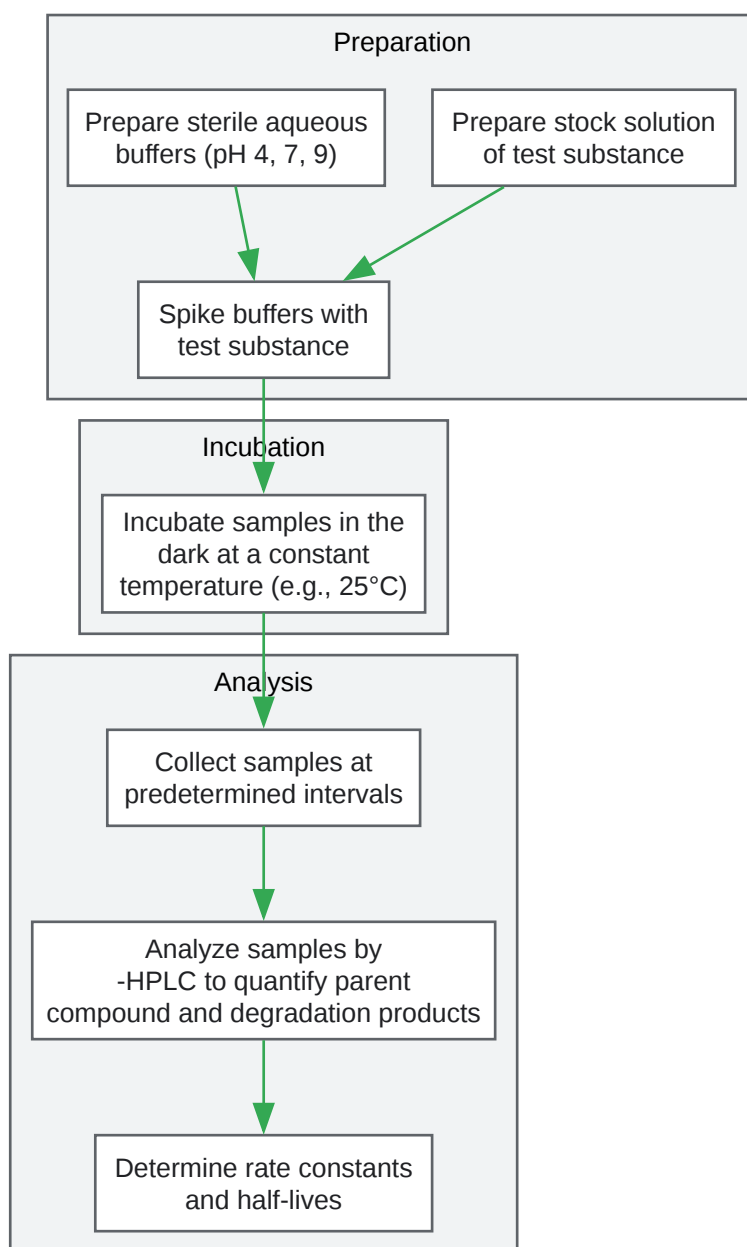 Preparation
Prepare sterile aqueous
buffers (pH 4, 7, 9)
Prepare stock solution
of test substance
Spike buffers with
test substance
Incubation
Incubate samples in the
dark at a constant
temperature (e.g., 25°C)
Analysis
Collect samples at
predetermined intervals
Analyze samples by
-HPLC to quantify parent
compound and degradation products
Determine rate constants
and half-lives